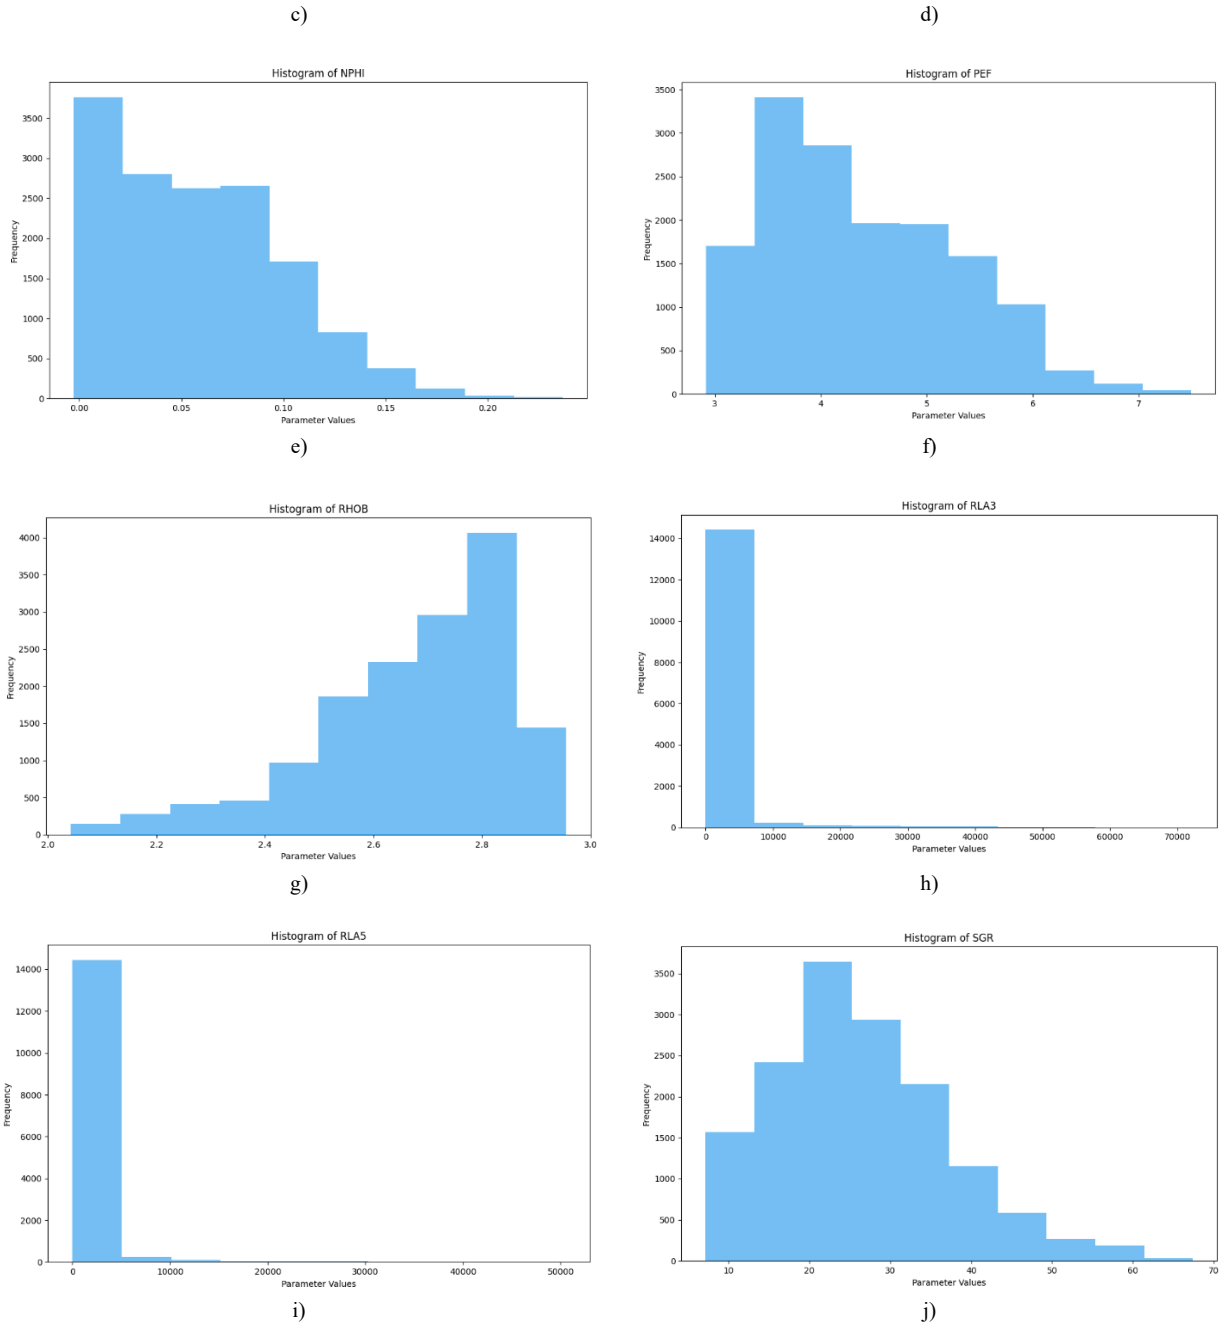 c)
d)
Histogram of NPHI
3500
3000
2500
2000
1500
1000
500
0
Frequency
0.00 0.05 0.10 0.15 0.20
Parameter Values
e)
Histogram of PEF
3500
3000
2500
2000
1500
1000
500
0
Frequency
3 4 5 6 7
Parameter Values
f)
Histogram of RHOB
4000
3500
3000
2500
2000
1500
1000
500
0
Frequency
2.0 2.2 2.4 2.6 2.8 3.0
Parameter Values
g)
Histogram of RLA3
14000
12000
10000
8000
6000
4000
2000
0
Frequency
0 10000 20000 30000 40000 50000 60000 70000
Parameter Values
h)
Histogram of RLA5
14000
12000
10000
8000
6000
4000
2000
0
Frequency
0 10000 20000 30000 40000 50000
Parameter Values
i)
Histogram of SGR
3500
3000
2500
2000
1500
1000
500
0
Frequency
10 20 30 40 50 60 70
Parameter Values
j)